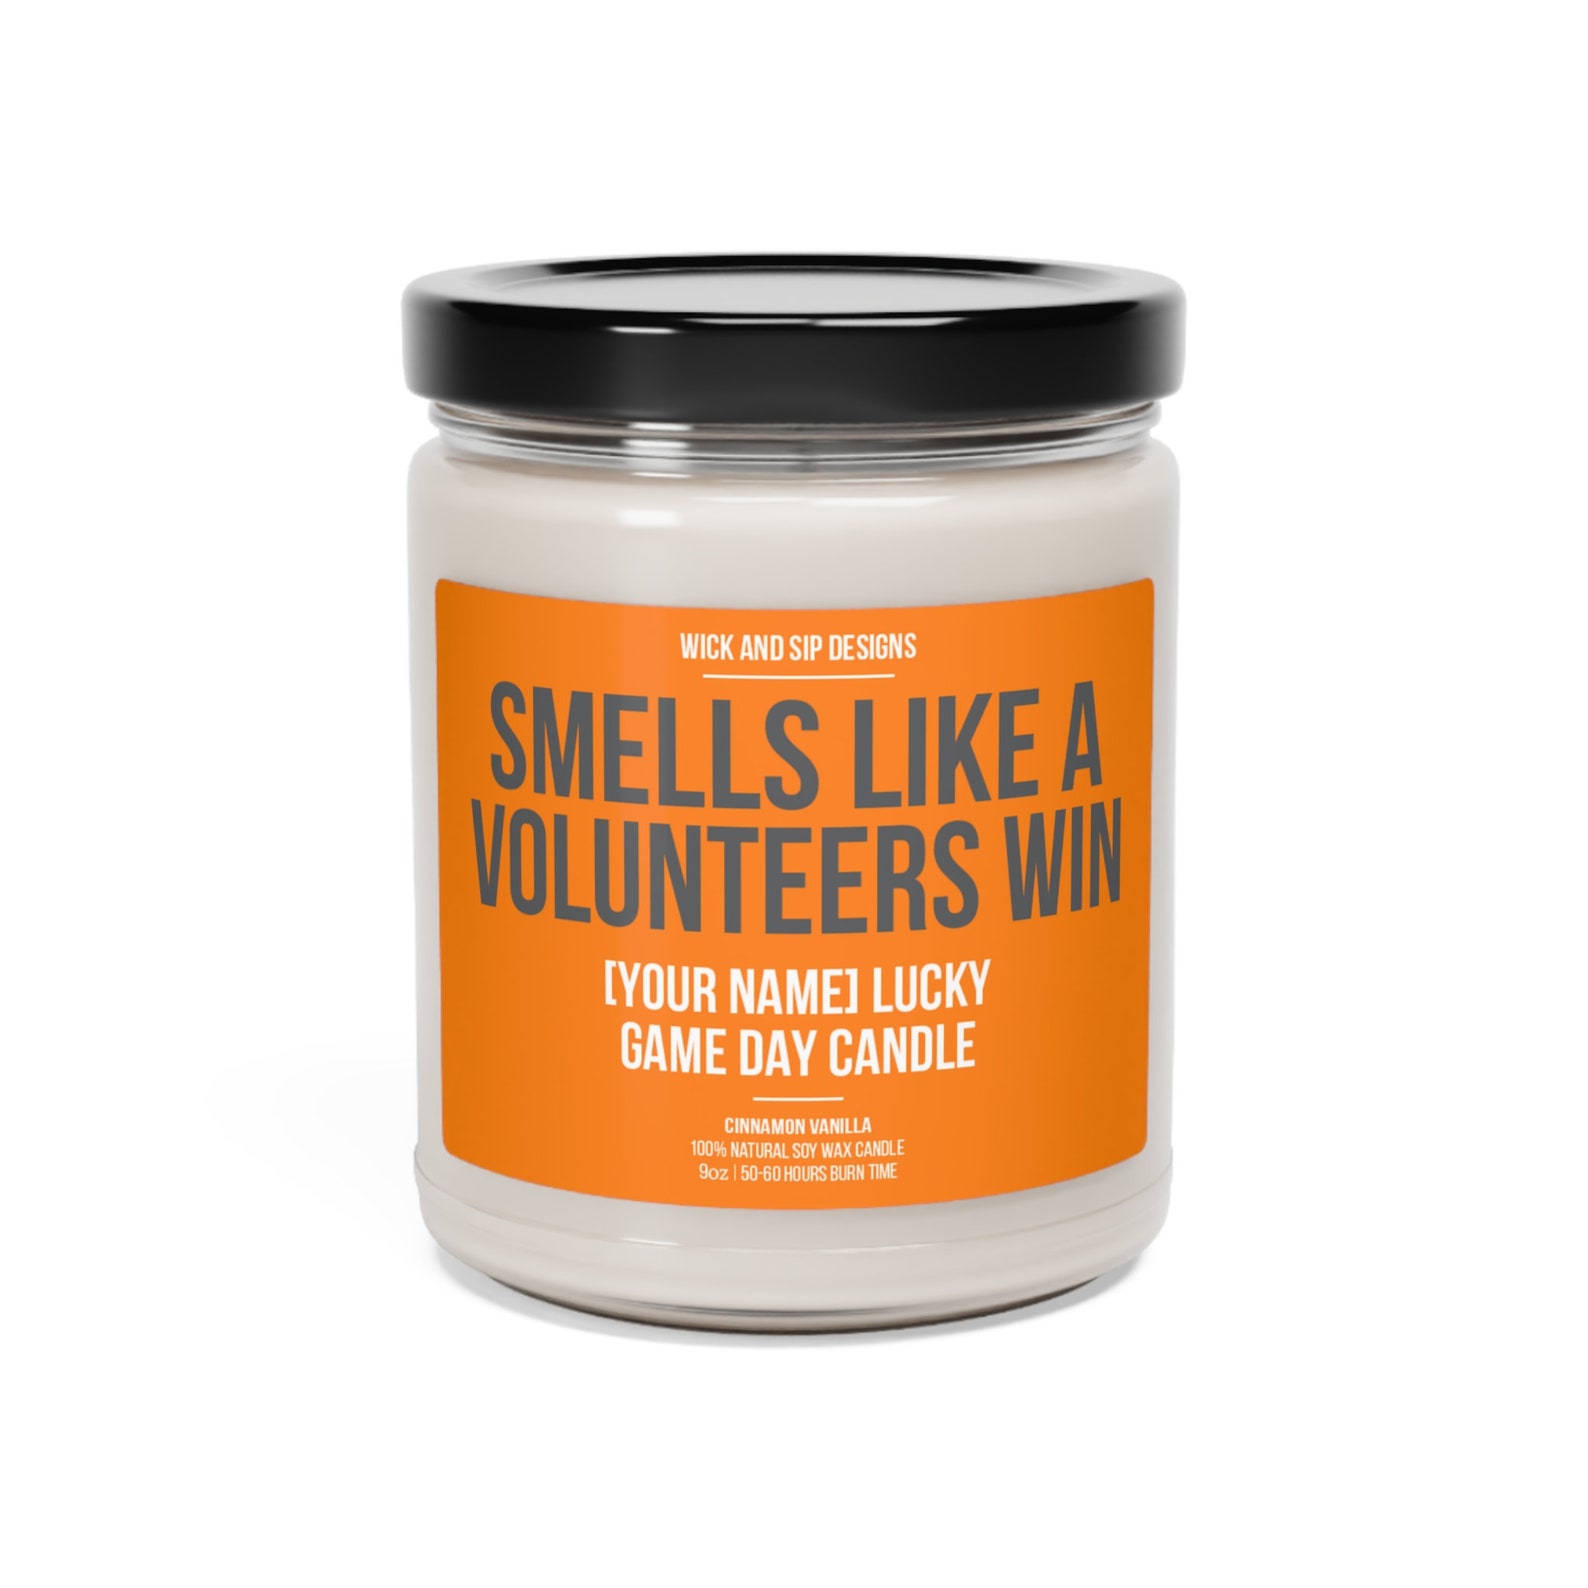 WICK AND SIP DESIGNS
SMELLS LIKE A
VOLUNTEERS WIN
[YOUR NAME] LUCKY
GAME DAY CANDLE
CINNAMON VANILLA
100% NATURAL SOY WAX CANDLE
9oz | 50-60 HOURS BURN TIME